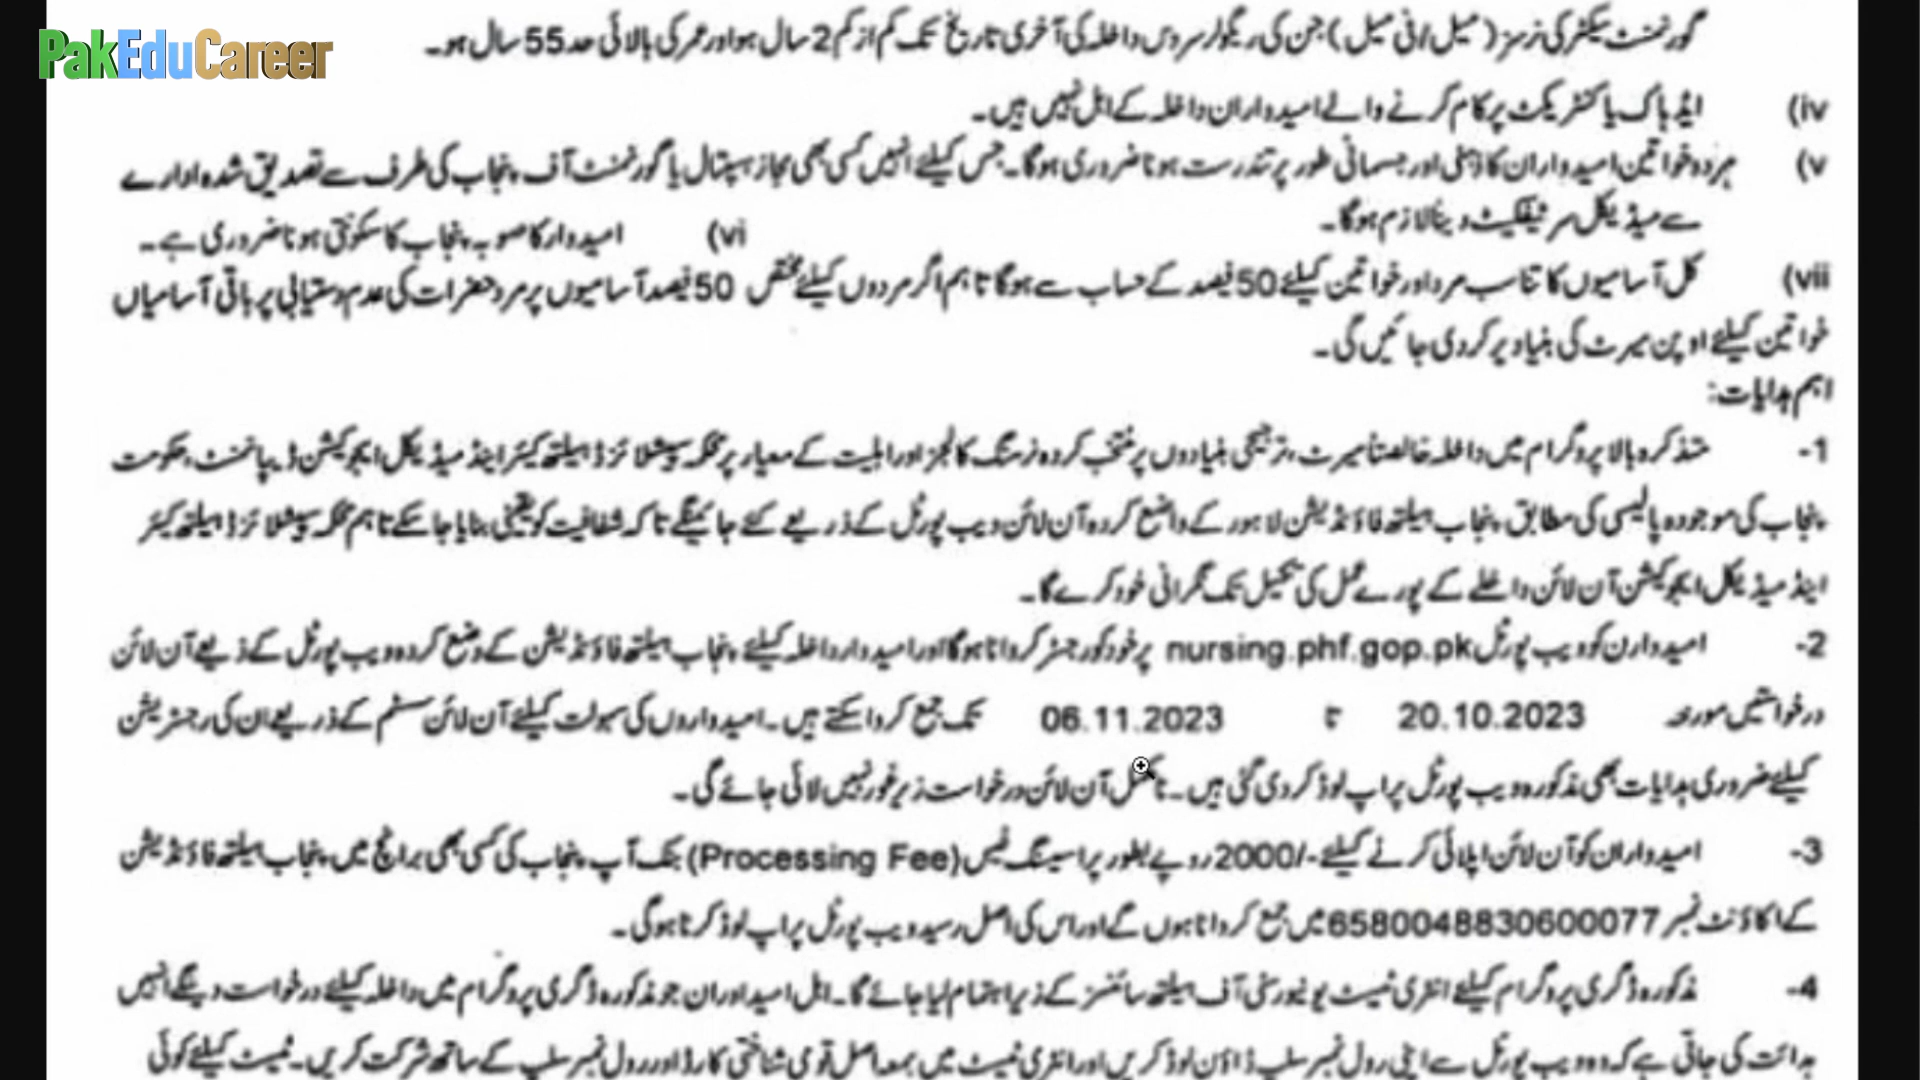 PakEduCareer
گورنمنٹ سیکٹر کی نرسز (میل/فی میل) جن کی ریگولر سروس داخلہ کی آخری تاریخ تک کم از کم 2 سال ہو اور عمر کی بالائی حد 55 سال ہو۔
iv) ایڈہاک یا کنٹریکٹ پر کام کرنے والے امیدواران داخلہ کے اہل نہیں ہیں۔
v) مرد و خواتین امیدواران کا ذہنی اور جسمانی طور پر تندرست ہونا ضروری ہوگا۔ جس کیلئے انہیں کسی بھی مجاز ہسپتال یا گورنمنٹ آف پنجاب کی طرف سے تصدیق شدہ ادارے
سے میڈیکل سرٹیفکیٹ دینا لازم ہوگا۔
vi) امیدوار کا صوبہ پنجاب کا سکونتی ہونا ضروری ہے۔
vii) کل آسامیوں کا تناسب مرد اور خواتین کیلئے 50 فیصد کے حساب سے ہوگا تاہم اگر مردوں کیلئے مختص 50 فیصد آسامیوں پر مرد حضرات کی عدم دستیابی پر باقی آسامیاں
خواتین کیلئے اوپن میرٹ کی بنیاد پر کر دی جائیں گی۔
اہم ہدایات:
1- متذکرہ بالا پروگرام میں داخلہ خالصتاً میرٹ، ترجیحی بنیادوں پر منتخب کردہ نرسنگ کالجز اور اہلیت کے معیار پر محکمہ سپیشلائزڈ ہیلتھ کیئر اینڈ میڈیکل ایجوکیشن ڈیپارٹمنٹ، حکومت
پنجاب کی موجودہ پالیسی کی مطابق پنجاب ہیلتھ فاؤنڈیشن لاہور کے واضع کردہ آن لائن ویب پورٹل کے ذریعے کئے جائینگے تاکہ شفافیت کو یقینی بنایا جا سکے تاہم محکمہ سپیشلائزڈ ہیلتھ کیئر
اینڈ میڈیکل ایجوکیشن آن لائن داخلے کے پورے عمل کی تکمیل تک نگرانی خود کرے گا۔
2- امیدوارن کو ویب پورٹل nursing.phf.gop.pk پر خود کو رجسٹر کروانا ہوگا اور امیدوار داخلہ کیلئے پنجاب ہیلتھ فاؤنڈیشن کے وضع کردہ ویب پورٹل کے ذریعے آن لائن
درخواستیں مورخہ 20.10.2023 تا 06.11.2023 تک جمع کروا سکتے ہیں۔ امیدواروں کی سہولت کیلئے آن لائن سسٹم کے ذریعے ان کی رجسٹریشن
کیلئے ضروری ہدایات بھی مذکورہ ویب پورٹل پر اپ لوڈ کر دی گئی ہیں۔ نامکمل آن لائن درخواست زیر غور نہیں لائی جائے گی۔
3- امیدواران کو آن لائن اپلائی کرنے کیلئے -/2000 روپے بطور پراسیسنگ فیس (Processing Fee) بنک آپ پنجاب کی کسی بھی برانچ میں پنجاب ہیلتھ فاؤنڈیشن
کے اکاؤنٹ نمبر 6580048830600077 میں جمع کروانا ہوں گے اور اس کی اصل رسید ویب پورٹل پر اپ لوڈ کرنا ہوگی۔
4- مذکورہ ڈگری پروگرام کیلئے انٹری ٹیسٹ یونیورسٹی آف ہیلتھ سائنسز کے زیر اہتمام لیا جائے گا۔ اہل امیدواران جو مذکورہ ڈگری پروگرام میں داخلہ کیلئے درخواست دینگے انہیں
ہدائت کی جاتی ہے کہ وہ ویب پورٹل سے اپنی رول نمبر سلپ ڈاؤن لوڈ کریں اور انٹری ٹیسٹ میں بمعہ اصل قومی شناختی کارڈ اور رول نمبر سلپ کے ساتھ شرکت کریں۔ ٹیسٹ کیلئے کوئی